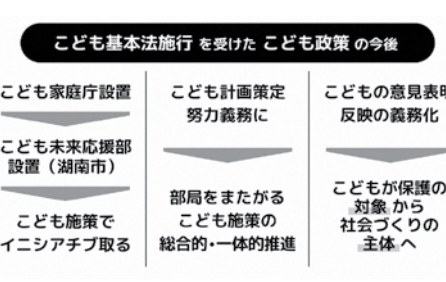 こども基本法施行 を受けた こども政策 の今後
こども家庭庁設置
こども未来応援部
設置（湖南市）
こども施策で
イニシアチブ取る
こども計画策定
努力義務に
部局をまたがる
こども施策の
総合的・一体的推進
こどもの意見表明
反映の義務化
こどもが保護の
対象 から
社会づくりの
主体 へ